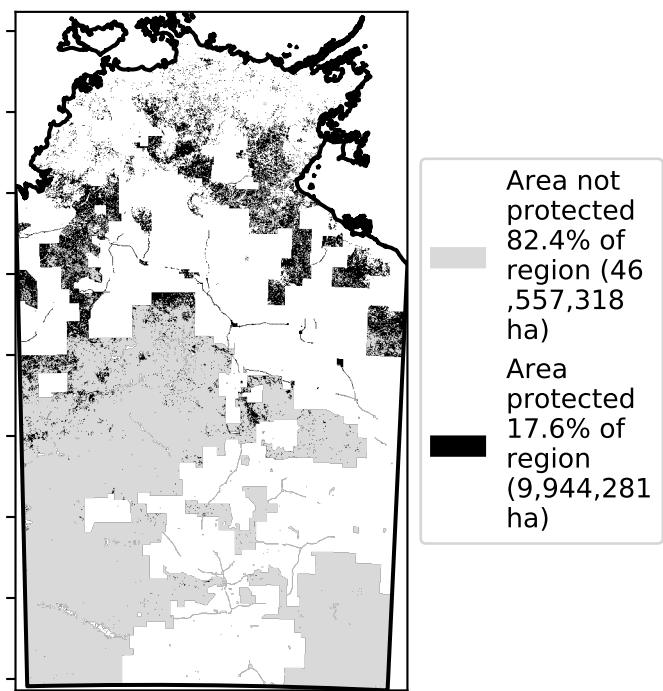 Area not
protected
82.4% of
region (46
,557,318
ha)
Area
protected
17.6% of
region
(9,944,281
ha)